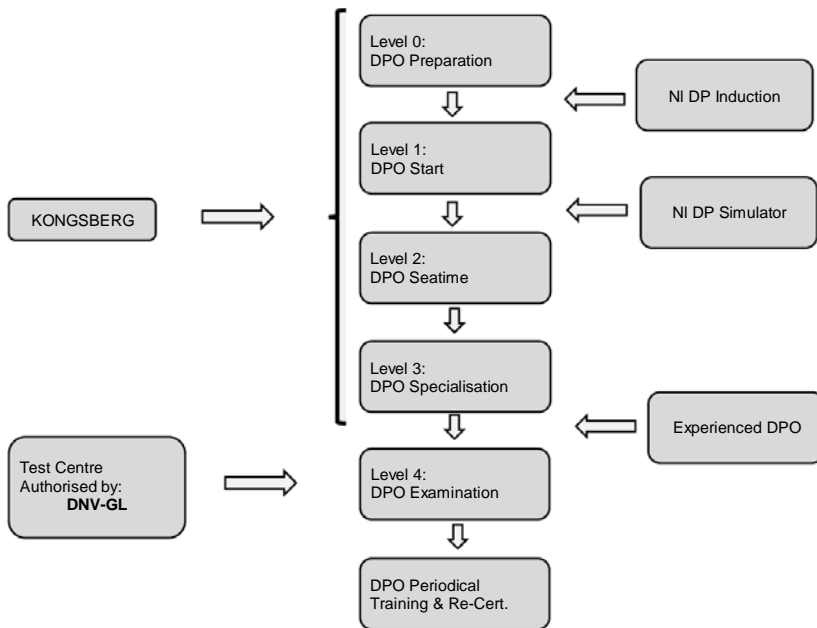 Level 0:
DPO Preparation
NI DP Induction
Level 1:
DPO Start
KONGSBERG
NI DP Simulator
Level 2:
DPO Seatime
Level 3:
DPO Specialisation
Experienced DPO
Test Centre
Authorised by:
DNV-GL
Level 4:
DPO Examination
DPO Periodical
Training & Re-Cert.